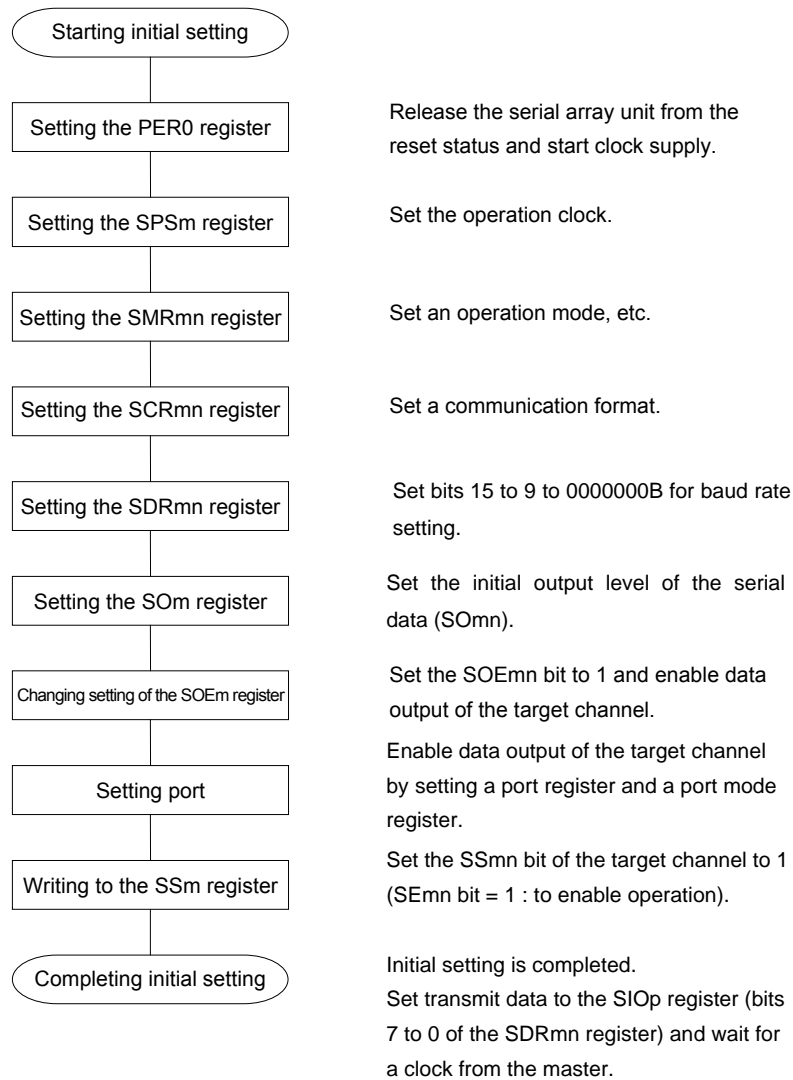 Starting initial setting
Setting the PER0 register
Release the serial array unit from the
reset status and start clock supply.
Setting the SPSm register
Set the operation clock.
Setting the SMRmn register
Set an operation mode, etc.
Setting the SCRmn register
Set a communication format.
Setting the SDRmn register
Set bits 15 to 9 to 0000000B for baud rate
setting.
Setting the SOm register
Set the initial output level of the serial
data (SOmn).
Changing setting of the SOEm register
Set the SOEmn bit to 1 and enable data
output of the target channel.
Setting port
Enable data output of the target channel
by setting a port register and a port mode
register.
Writing to the SSm register
Set the SSmn bit of the target channel to 1
(SEmn bit = 1 : to enable operation).
Completing initial setting
Initial setting is completed.
Set transmit data to the SIOp register (bits
7 to 0 of the SDRmn register) and wait for
a clock from the master.